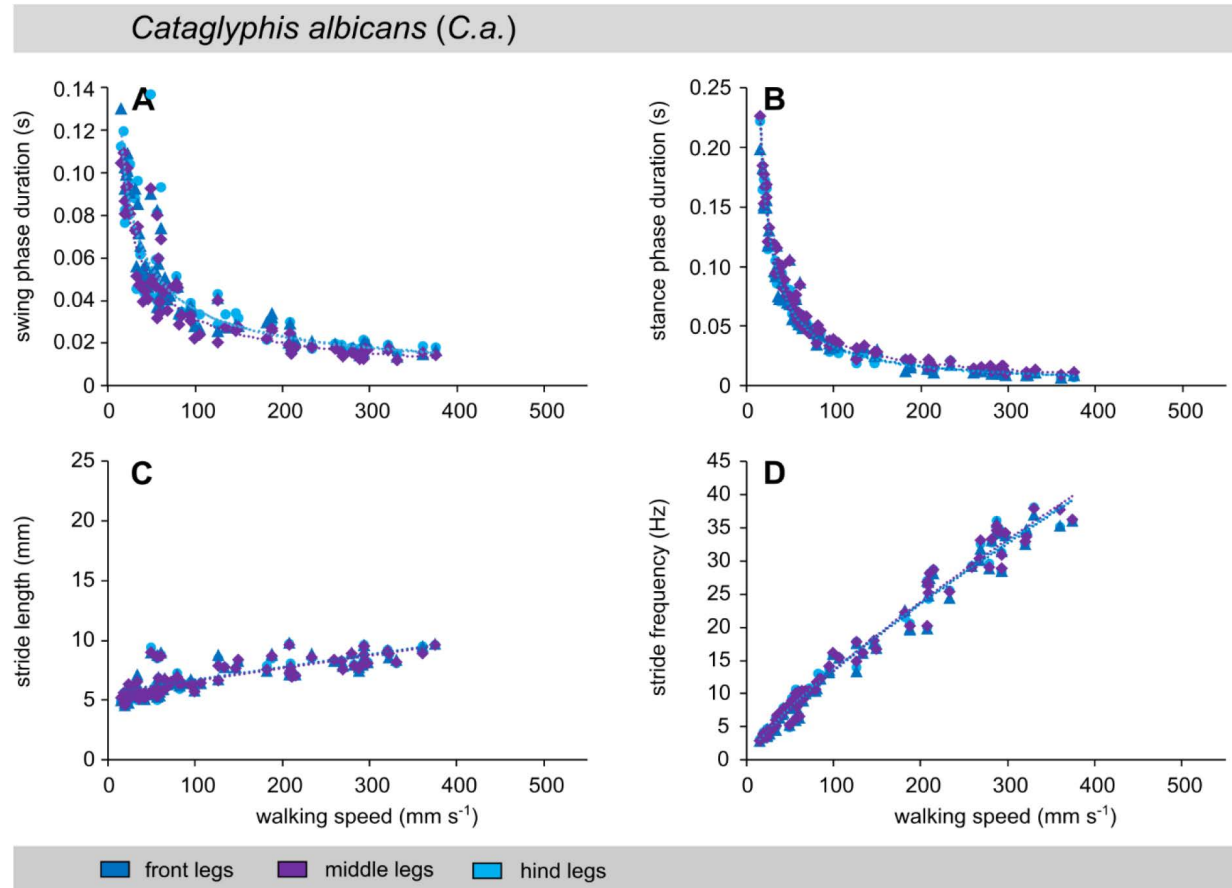 Cataglyphis albicans (C.a.)
A
swing phase duration (s)
0.14
0.12
0.10
0.08
0.06
0.04
0.02
0
0 100 200 300 400 500
B
stance phase duration (s)
0.25
0.20
0.15
0.10
0.05
0
0 100 200 300 400 500
C
stride length (mm)
25
20
15
10
5
0
0 100 200 300 400 500
walking speed (mm s⁻¹)
D
stride frequency (Hz)
45
40
35
30
25
20
15
10
5
0
0 100 200 300 400 500
walking speed (mm s⁻¹)
front legs middle legs hind legs